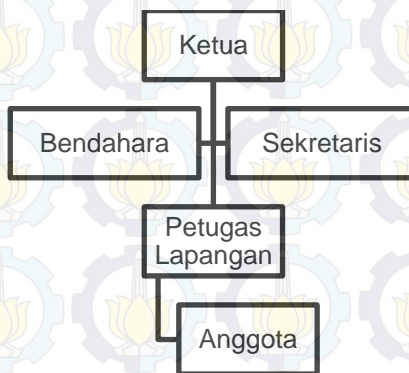 Ketua
Bendahara
Sekretaris
Petugas
Lapangan
Anggota